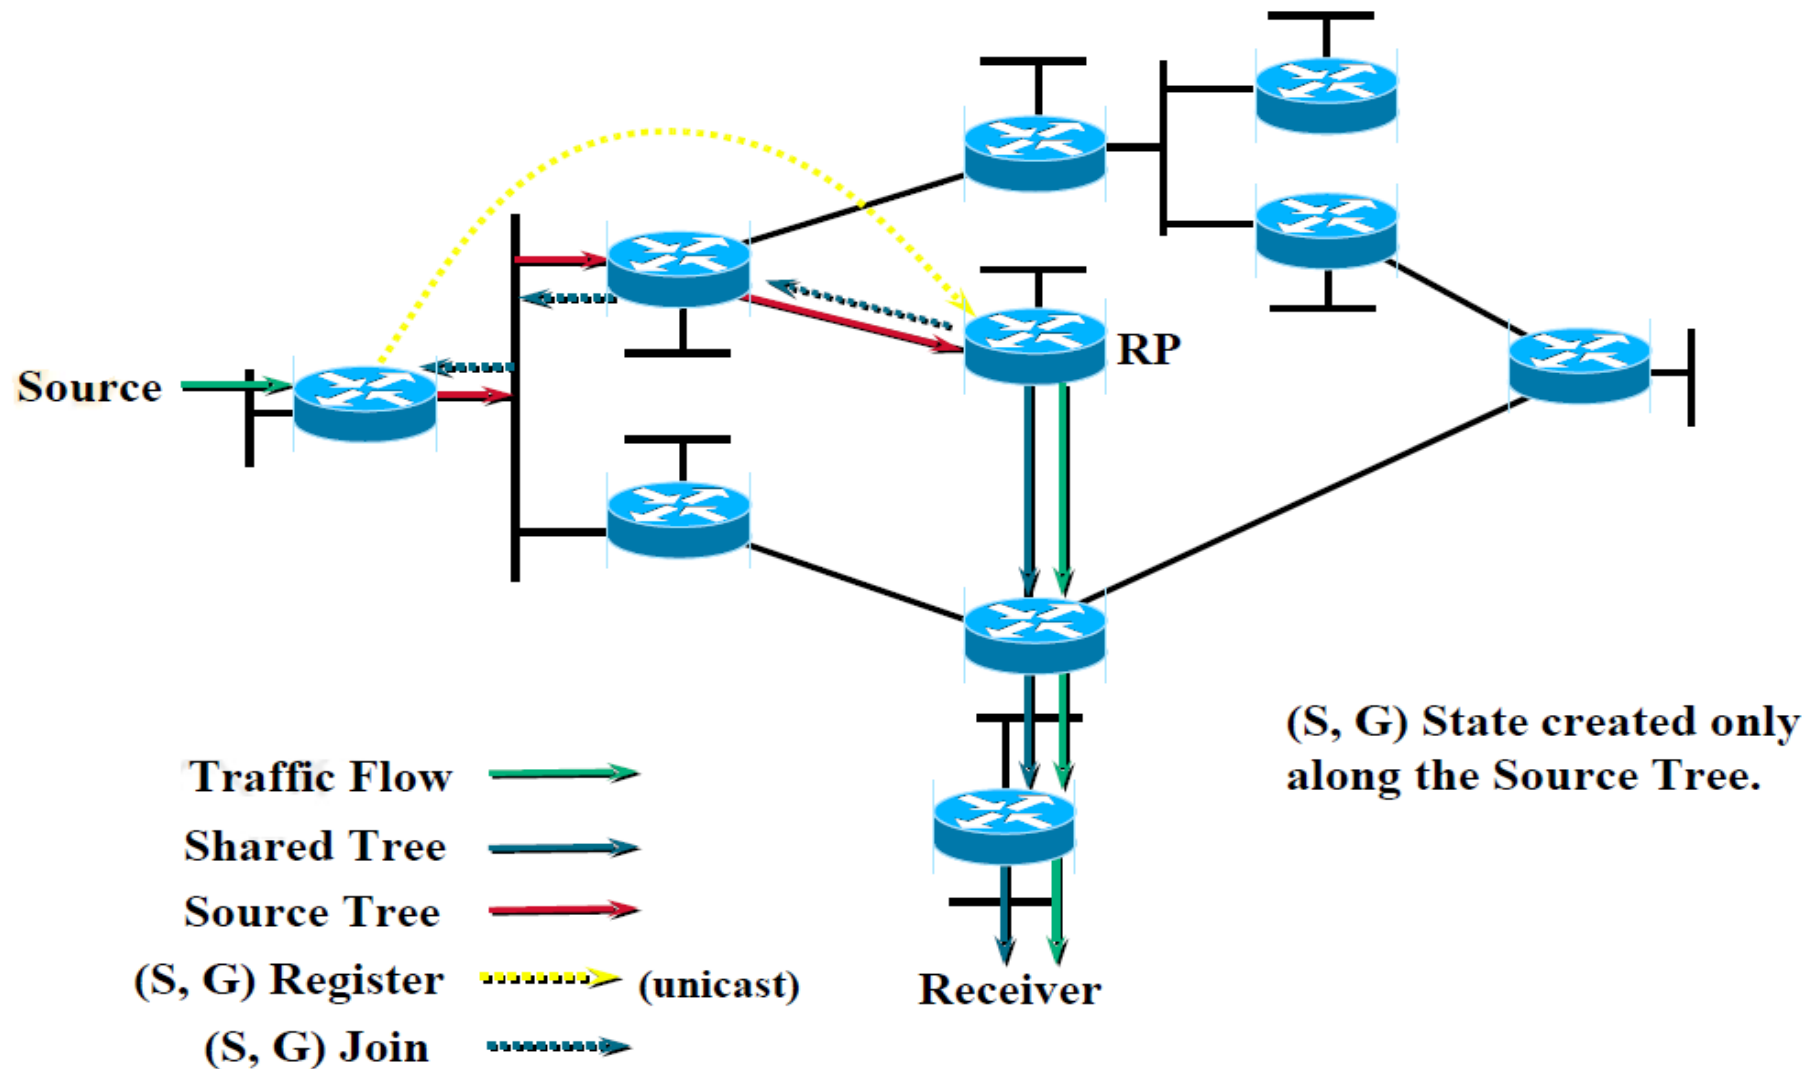 RP
Source
(S, G) State created only
along the Source Tree.
Traffic Flow
Shared Tree
Source Tree
(S, G) Register (unicast)
Receiver
(S, G) Join